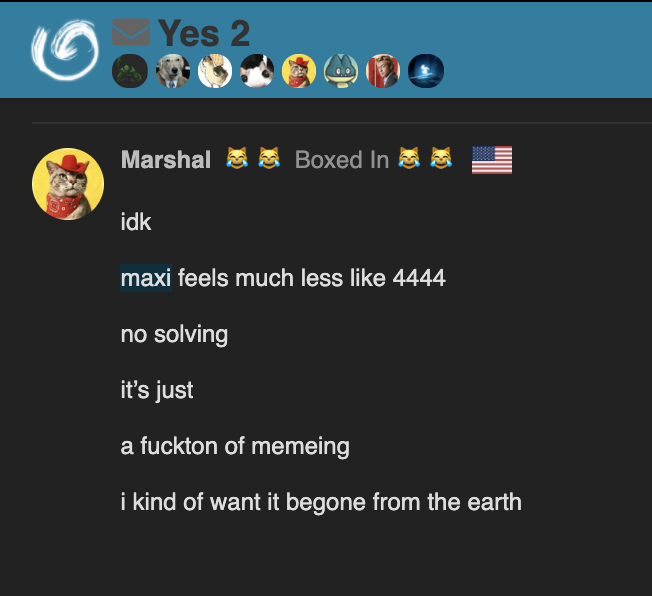 Yes 2
Marshal 😹 😹 Boxed In 😹 😹 🇺🇸
idk
maxi feels much less like 4444
no solving
it’s just
a fuckton of memeing
i kind of want it begone from the earth